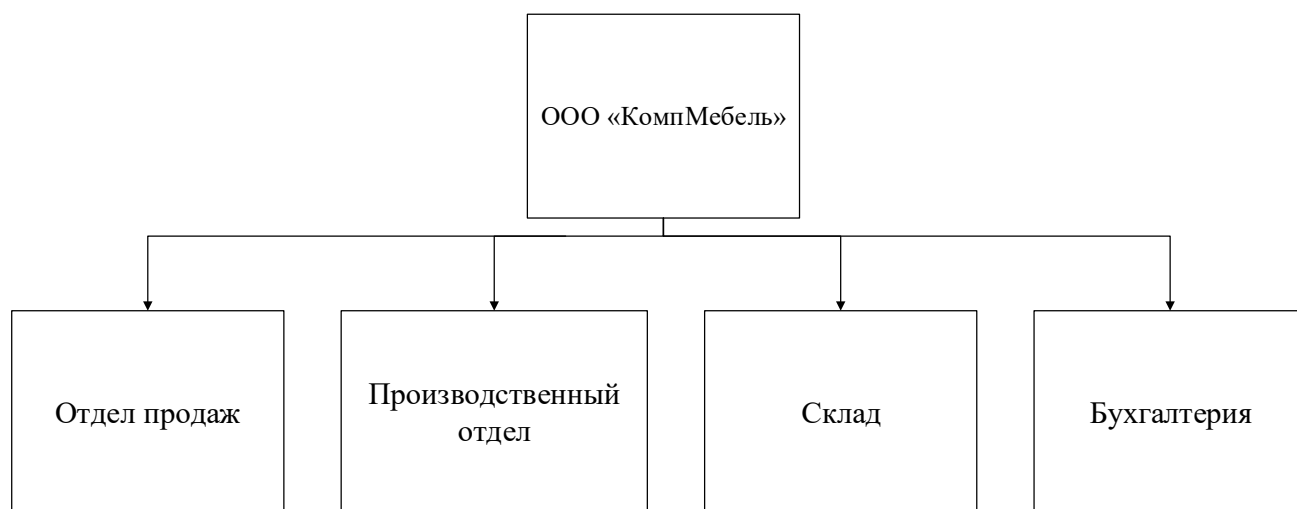 ООО «КомпМебель»
Отдел продаж
Производственный
отдел
Склад
Бухгалтерия